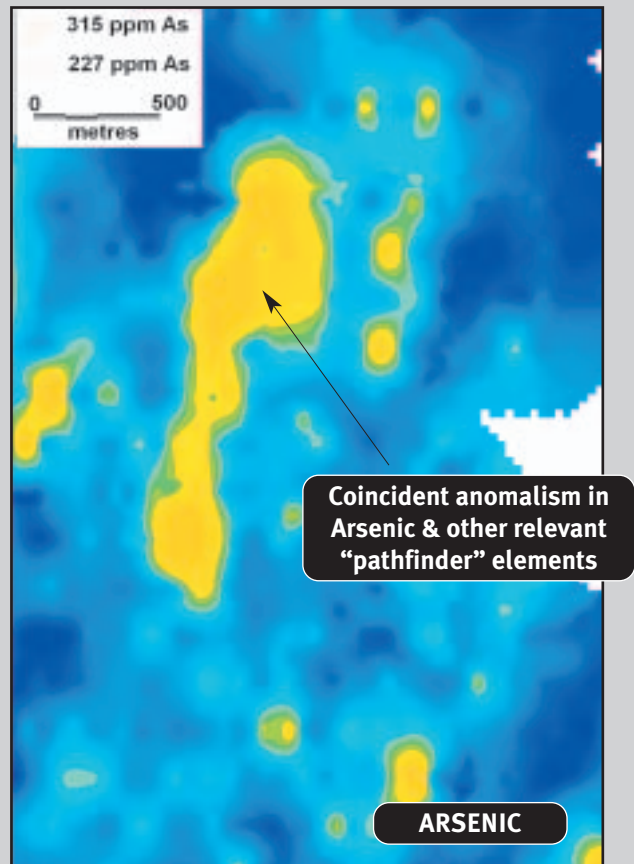 315 ppm As
227 ppm As
0 500
metres
Coincident anomalism in
Arsenic & other relevant
“pathfinder” elements
ARSENIC